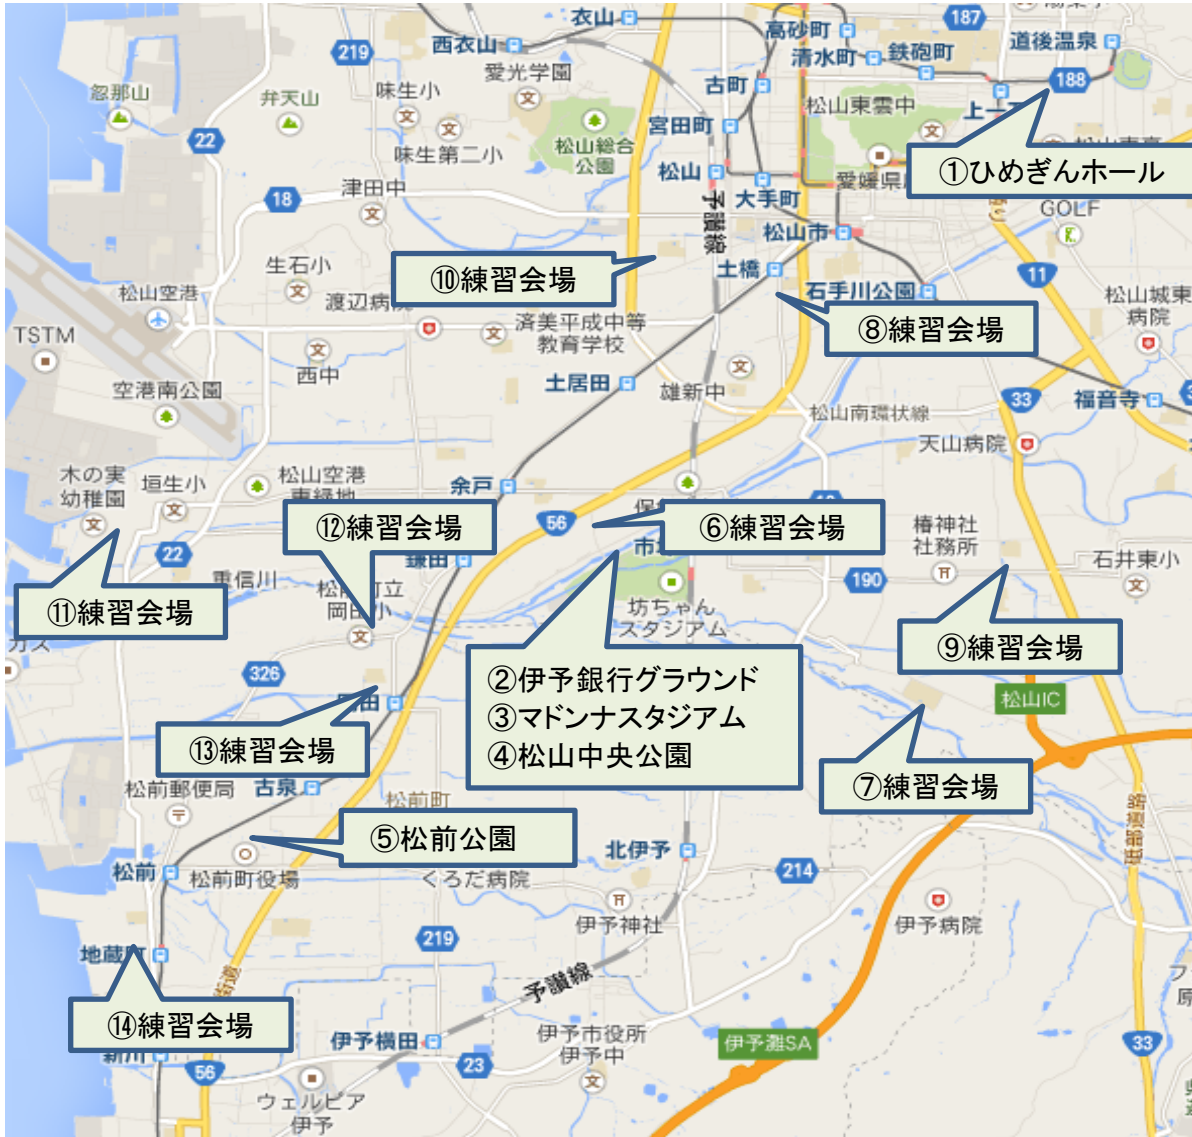 衣山
187
高砂町
道後温泉
西衣山
219
清水町
鉄砲町
愛光学園
188
忽那山
弁天山
味生小
古町
松山東雲中
22
宮田町
松山総合
公園
味生第二小
①ひめぎんホール
津田中
松山
18
大手町
予讃線
GOLF
松山市
生石小
⑩練習会場
土橋
11
松山空港
石手川公園
松山城東
病院
済美平成中等
教育学校
⑧練習会場
TSTM
西中
空港南公園
土居田
雄新中
33
福音寺
松山南環状線
天山病院
木の実
幼稚園
垣生小
松山空港
余戸
⑫練習会場
56
⑥練習会場
椿神社
社務所
22
鎌田
石井東小
190
重信川
岡田小
坊ちゃん
スタジアム
⑪練習会場
ガス
⑨練習会場
326
②伊予銀行グラウンド
③マドンナスタジアム
④松山中央公園
松山IC
⑬練習会場
⑦練習会場
松前郵便局
古泉
松前町
⑤松前公園
北伊予
松前
松前町役場
くろだ病院
214
伊予神社
伊予病院
219
地蔵町
予讃線
⑭練習会場
伊予横田
伊予市役所
伊予中
伊予灘SA
33
新川
56
23
ウェルピア
伊予